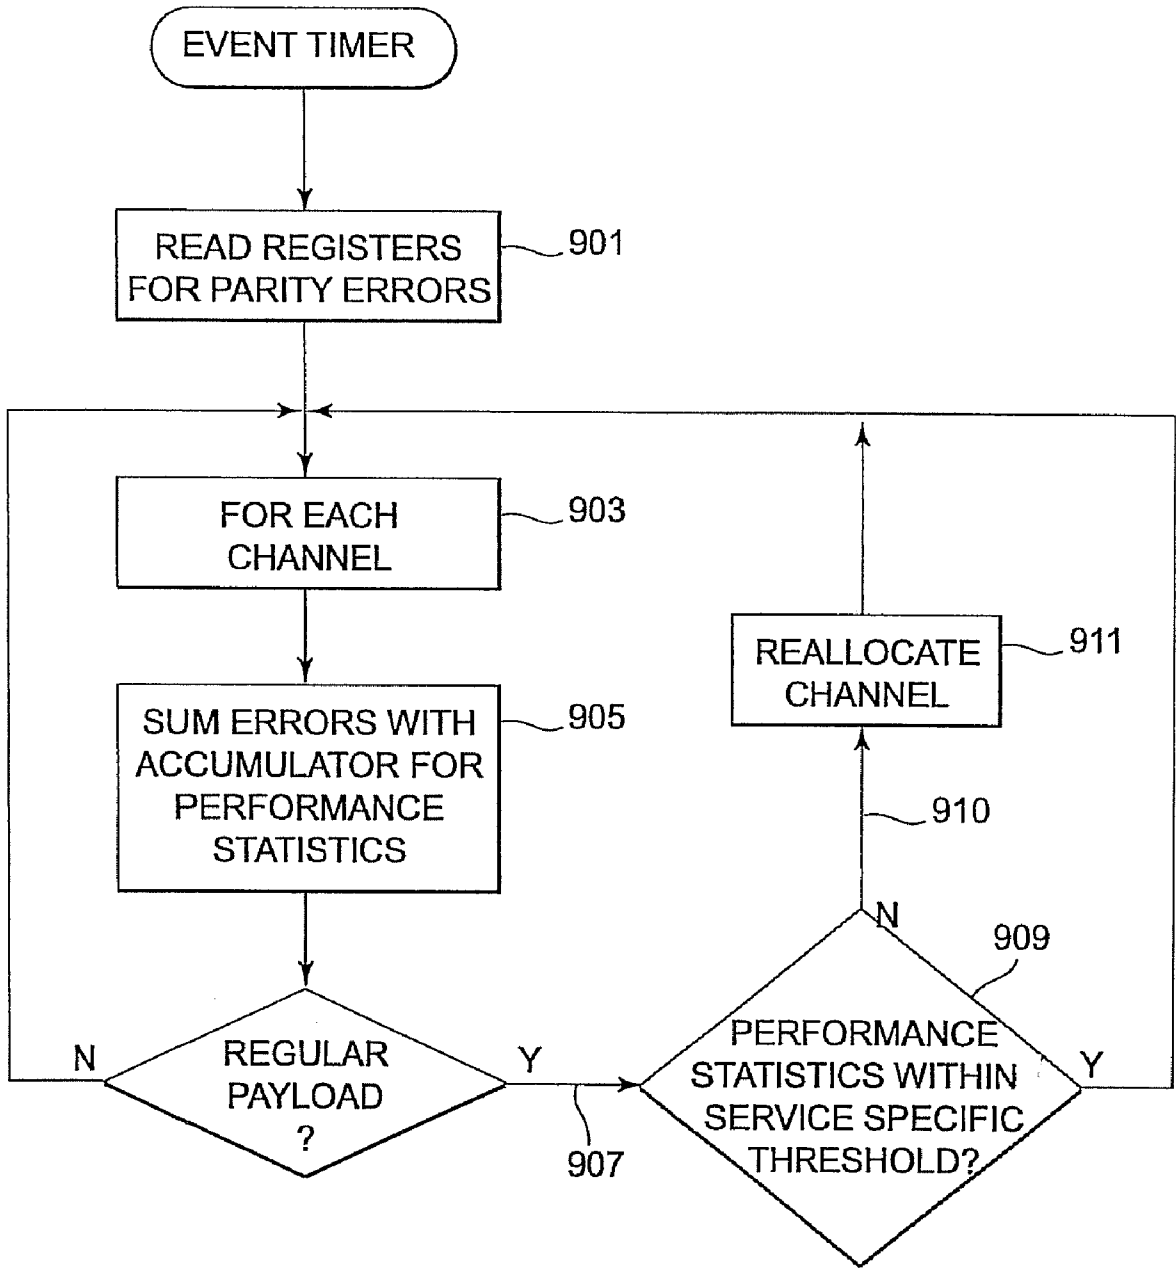 EVENT TIMER
READ REGISTERS
FOR PARITY ERRORS
901
FOR EACH
CHANNEL
903
SUM ERRORS WITH
ACCUMULATOR FOR
PERFORMANCE
STATISTICS
905
REALLOCATE
CHANNEL
911
910
N
909
N
REGULAR
PAYLOAD
?
Y
907
PERFORMANCE
STATISTICS WITHIN
SERVICE SPECIFIC
THRESHOLD?
Y